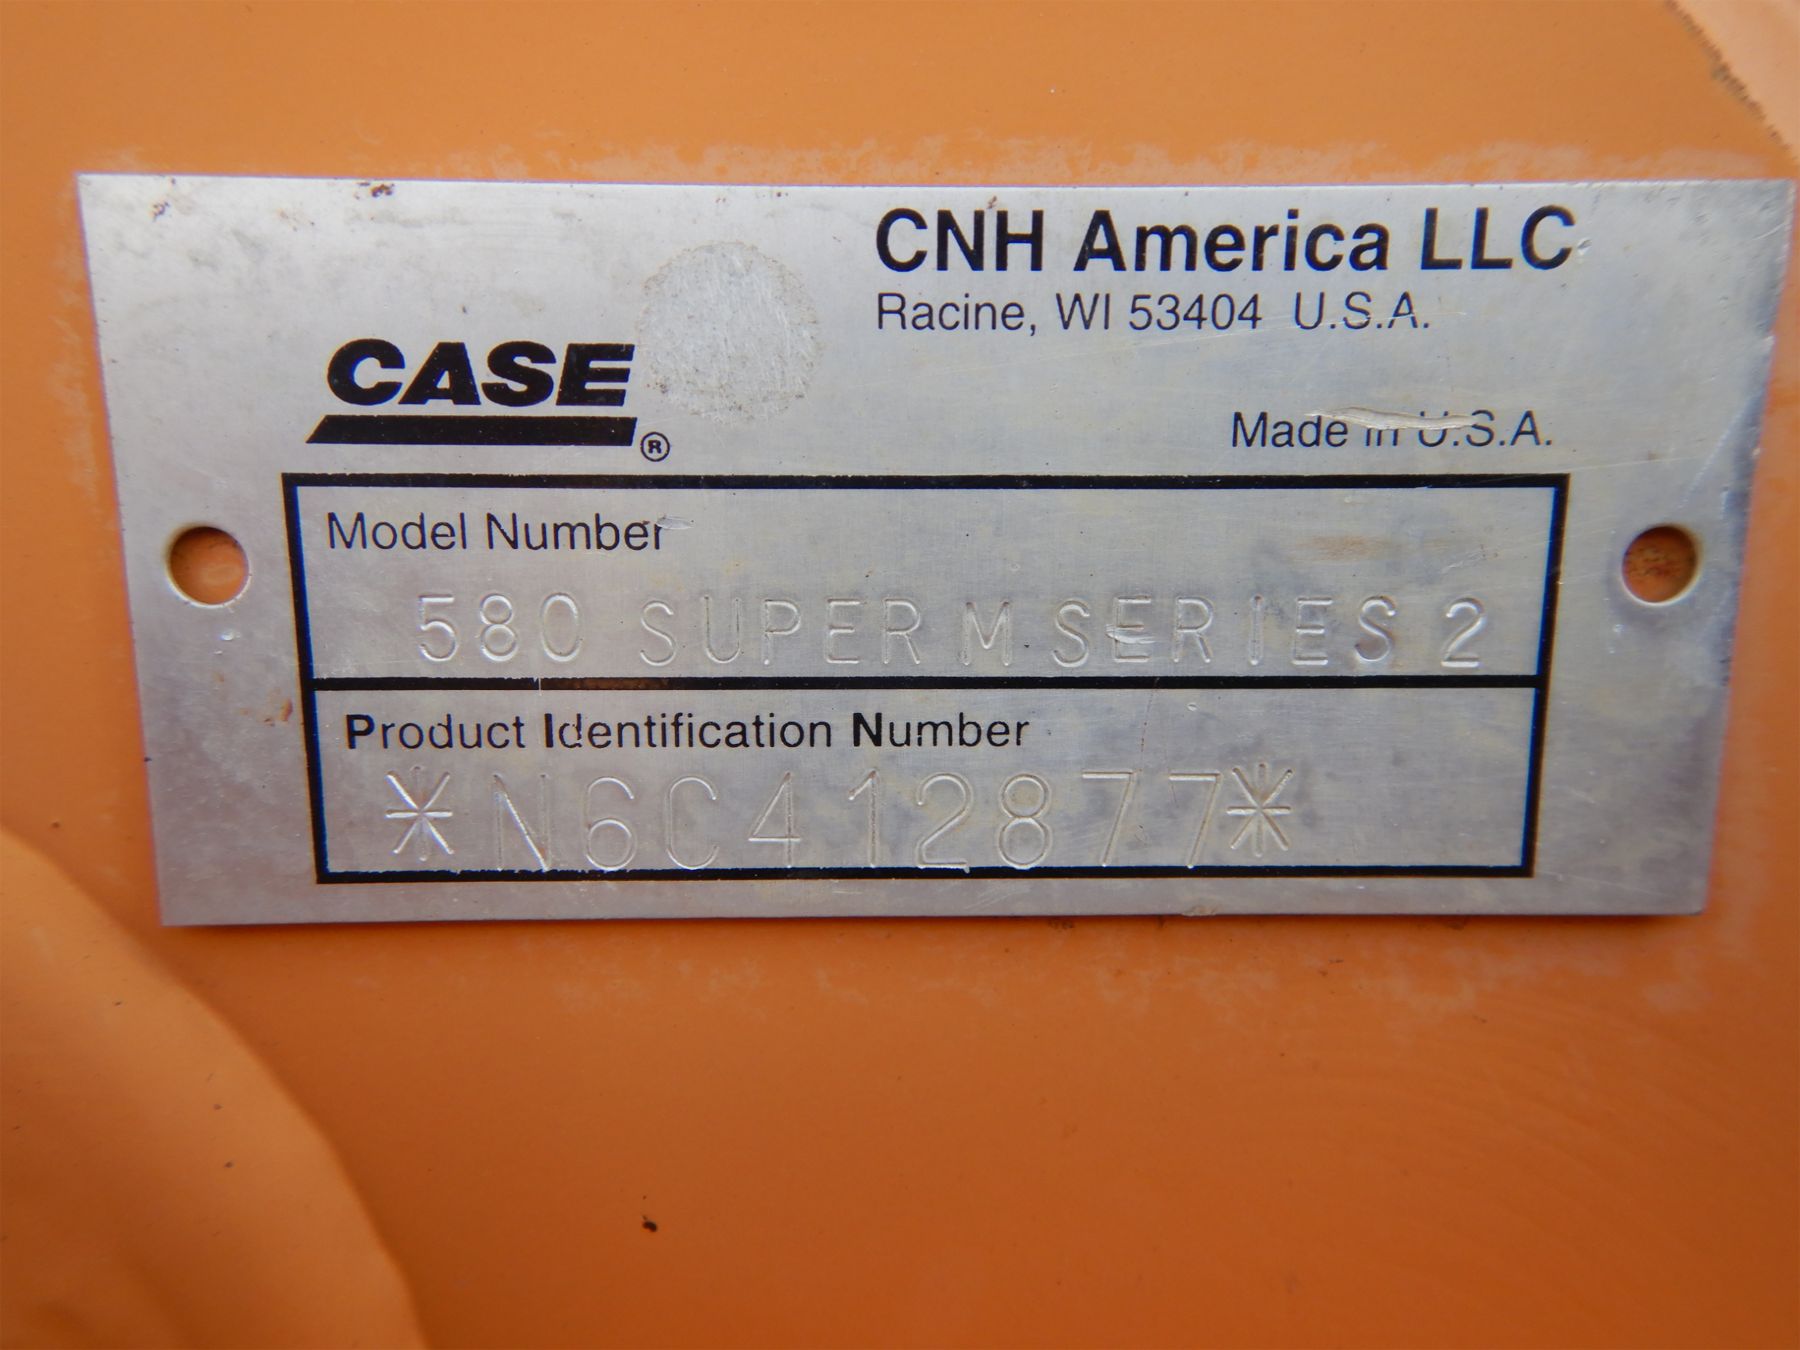 CNH America LLC
Racine, WI 53404 U.S.A.
CASE®
Made in U.S.A.
Model Number
580 SUPER M SERIES 2
Product Identification Number
*N6C412877*